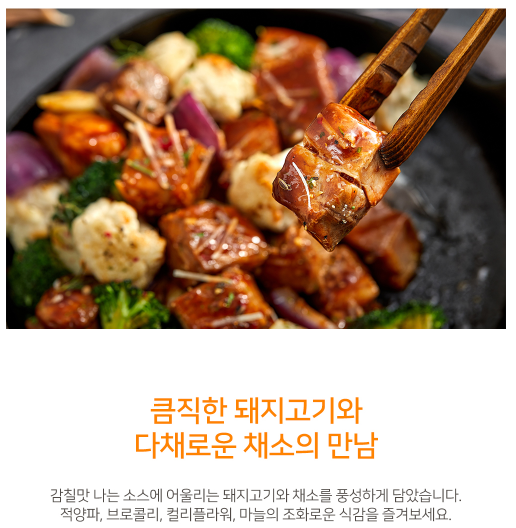 큼직한 돼지고기와
다채로운 채소의 만남
감칠맛 나는 소스에 어울리는 돼지고기와 채소를 풍성하게 담았습니다.
적양파, 브로콜리, 컬리플라워, 마늘의 조화로운 식감을 즐겨보세요.